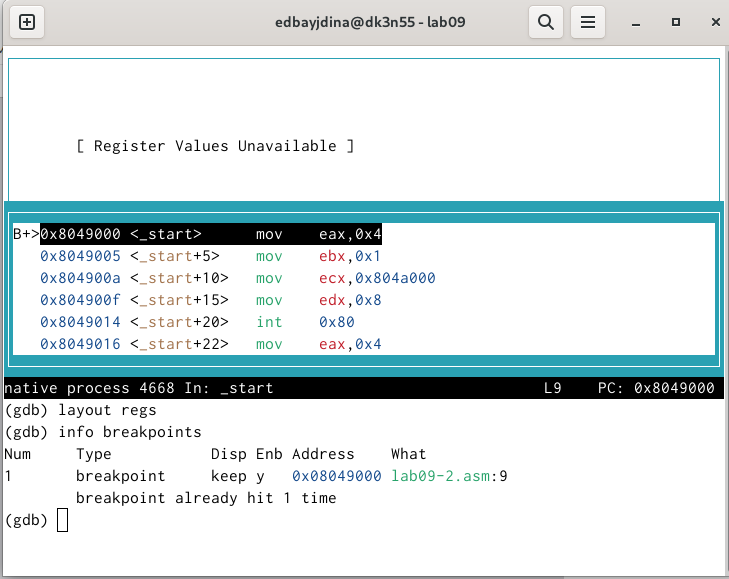 edbayjdina@dk3n55 - lab09
[ Register Values Unavailable ]
B+>0x8049000 <_start>      mov    eax,0x4
0x8049005 <_start+5>    mov    ebx,0x1
0x804900a <_start+10>   mov    ecx,0x804a000
0x804900f <_start+15>   mov    edx,0x8
0x8049014 <_start+20>   int    0x80
0x8049016 <_start+22>   mov    eax,0x4
native process 4668 In: _start                              L9    PC: 0x8049000
(gdb) layout regs
(gdb) info breakpoints
Num     Type           Disp Enb Address    What
1       breakpoint     keep y   0x08049000 lab09-2.asm:9
breakpoint already hit 1 time
(gdb)